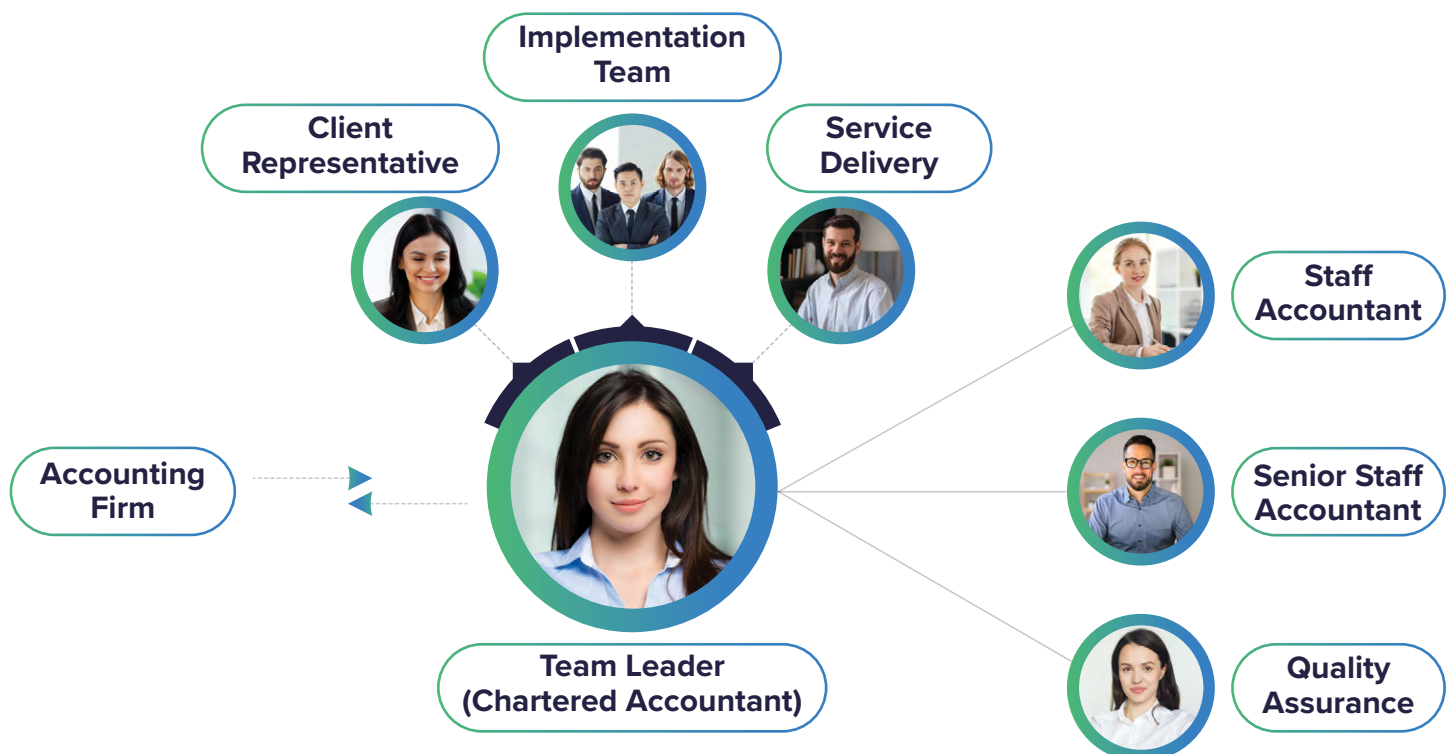 Implementation
Team
Client
Representative
Service
Delivery
Staff
Accountant
Accounting
Firm
Senior Staff
Accountant
Team Leader
(Chartered Accountant)
Quality
Assurance